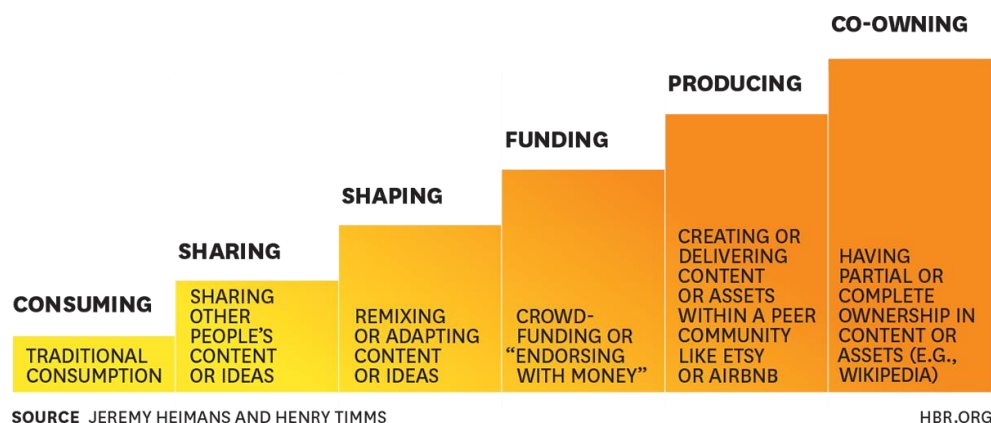 CONSUMING
TRADITIONAL
CONSUMPTION
SHARING
SHARING
OTHER
PEOPLE'S
CONTENT
OR IDEAS
SHAPING
REMIXING
OR ADAPTING
CONTENT
OR IDEAS
FUNDING
CROWD-
FUNDING OR
“ENDORSING
WITH MONEY”
PRODUCING
CREATING OR
DELIVERING
CONTENT
OR ASSETS
WITHIN A PEER
COMMUNITY
LIKE ETSY
OR AIRBNB
CO-OWNING
HAVING
PARTIAL OR
COMPLETE
OWNERSHIP IN
CONTENT OR
ASSETS (E.G.,
WIKIPEDIA)
SOURCE JEREMY HEIMANS AND HENRY TIMMS
HBR.ORG